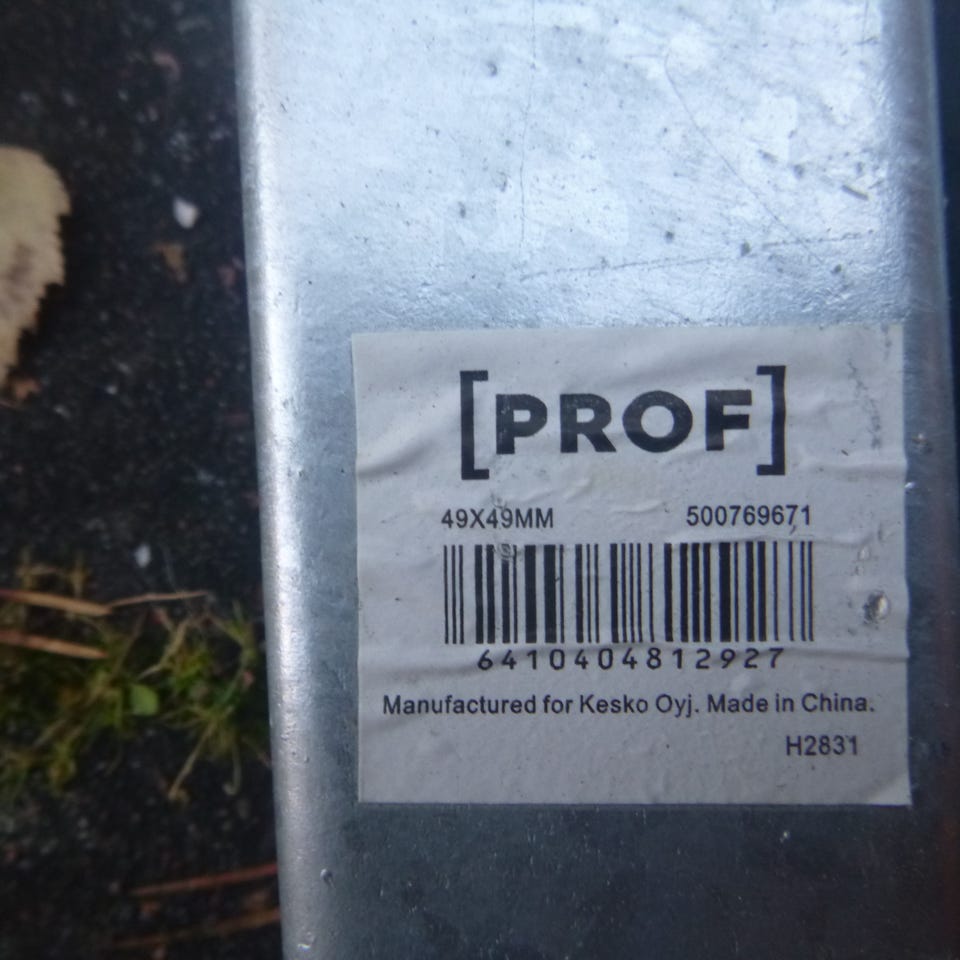 [PROF]
49X49MM 500769671
6410404812927
Manufactured for Kesko Oyj. Made in China.
H2831